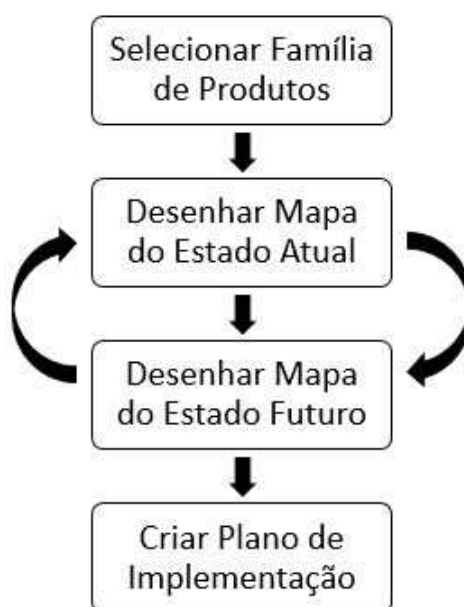 Selecionar Família
de Produtos
Desenhar Mapa
do Estado Atual
Desenhar Mapa
do Estado Futuro
Criar Plano de
Implementação